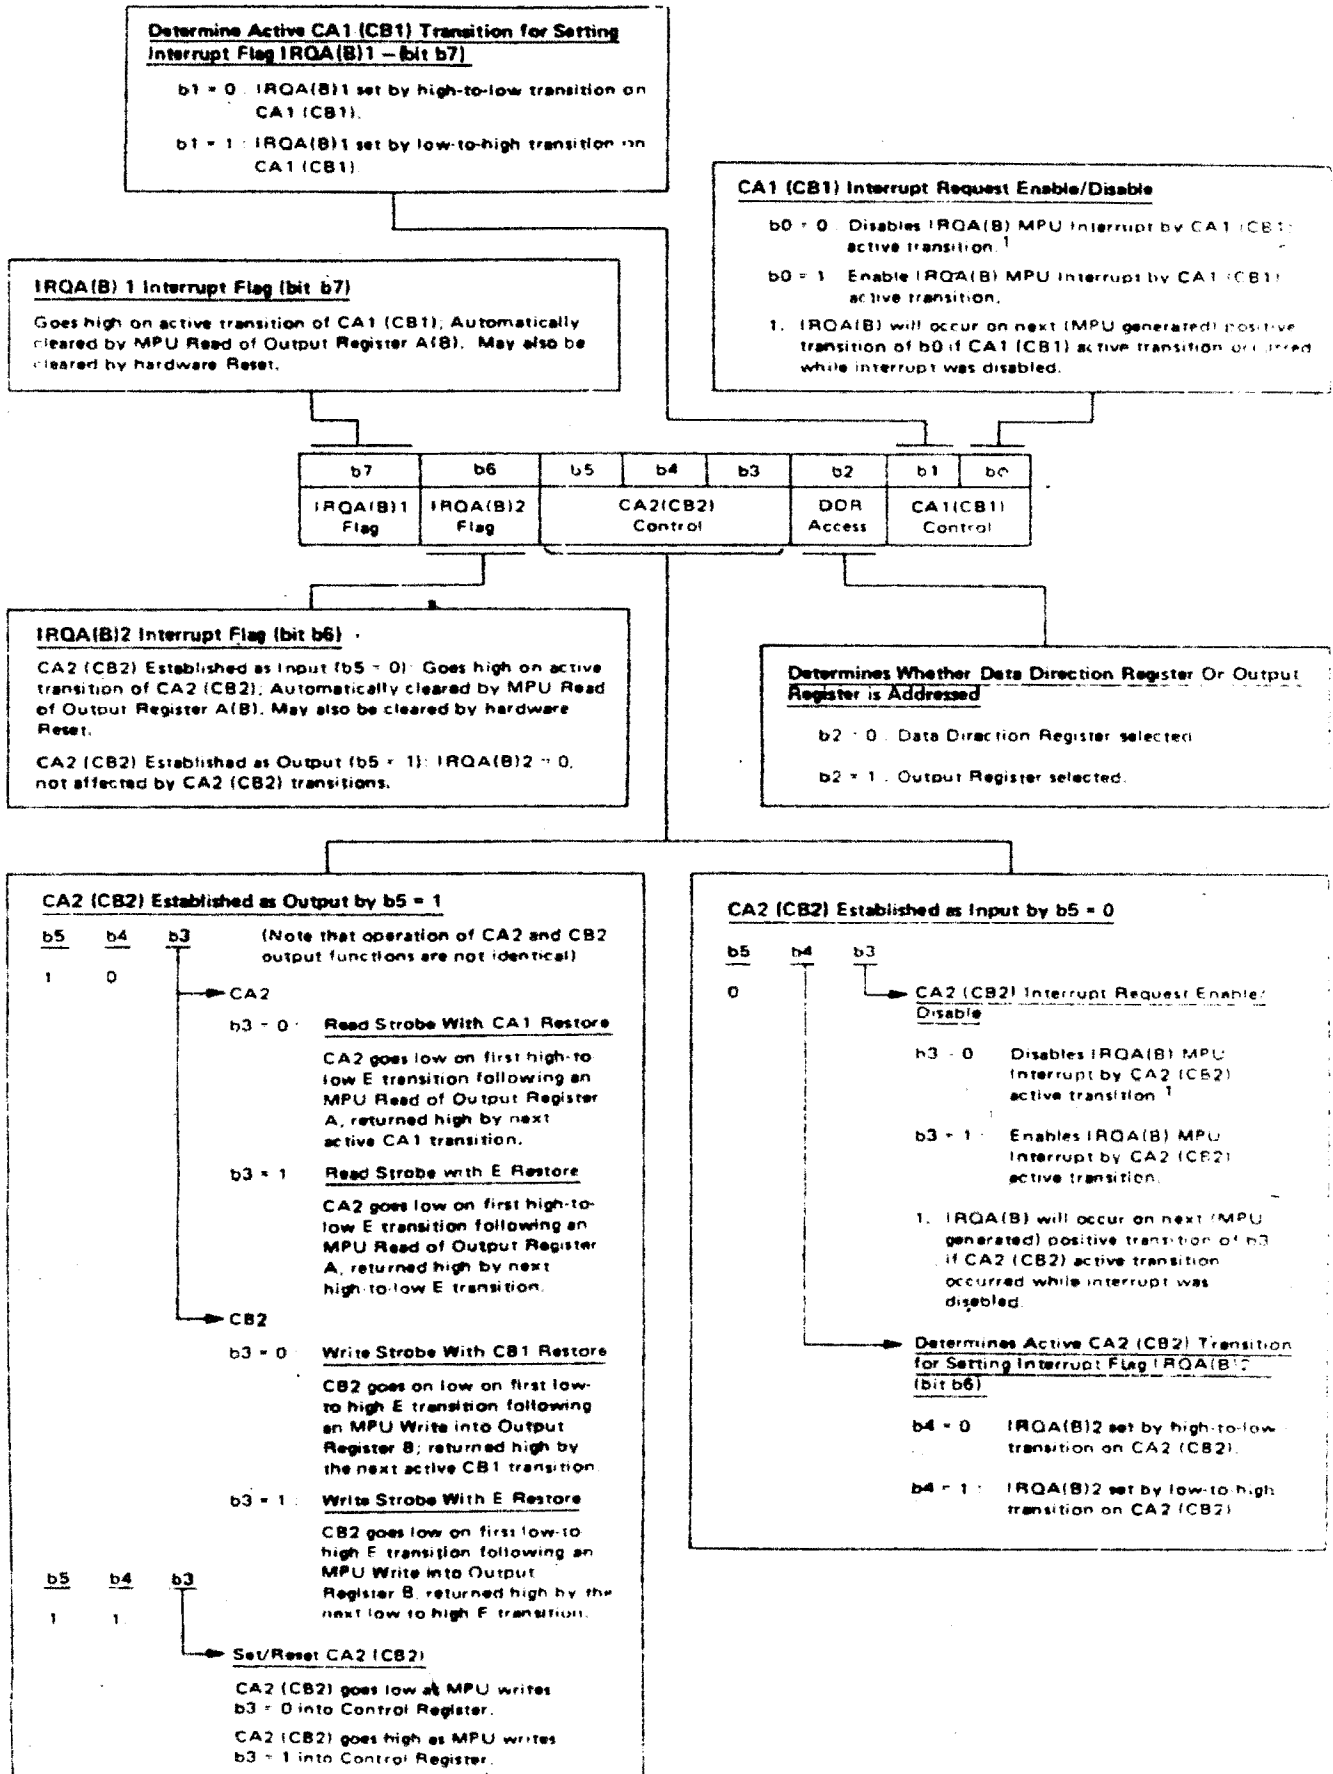 Determine Active CA1 (CB1) Transition for Setting
Interrupt Flag IRQA(B)1 – (bit b7)
b1 = 0 : IRQA(B)1 set by high-to-low transition on
CA1 (CB1).
b1 = 1 : IRQA(B)1 set by low-to-high transition on
CA1 (CB1)
CA1 (CB1) Interrupt Request Enable/Disable
b0 = 0 Disables IRQA(B) MPU Interrupt by CA1 (CB1)
active transition.1
b0 = 1 Enable IRQA(B) MPU Interrupt by CA1 (CB1)
active transition.
1. IRQA(B) will occur on next (MPU generated) positive
transition of b0 if CA1 (CB1) active transition occurred
while interrupt was disabled.
IRQA(B) 1 Interrupt Flag (bit b7)
Goes high on active transition of CA1 (CB1); Automatically
cleared by MPU Read of Output Register A(B). May also be
cleared by hardware Reset.
b7 b6 b5 b4 b3 b2 b1 b0
IRQA(B)1 IRQA(B)2 CA2(CB2) DDR CA1(CB1)
Flag Flag Control Access Control
IRQA(B)2 Interrupt Flag (bit b6)
CA2 (CB2) Established as Input (b5 = 0): Goes high on active
transition of CA2 (CB2); Automatically cleared by MPU Read
of Output Register A(B). May also be cleared by hardware
Reset.
CA2 (CB2) Established as Output (b5 = 1): IRQA(B)2 = 0,
not affected by CA2 (CB2) transitions.
Determines Whether Data Direction Register Or Output
Register is Addressed
b2 = 0 : Data Direction Register selected
b2 = 1 : Output Register selected.
CA2 (CB2) Established as Output by b5 = 1
b5 b4 b3 (Note that operation of CA2 and CB2
output functions are not identical)
1 0
CA2
b3 = 0 : Read Strobe With CA1 Restore
CA2 goes low on first high-to-
low E transition following an
MPU Read of Output Register
A, returned high by next
active CA1 transition.
b3 = 1 Read Strobe with E Restore
CA2 goes low on first high-to-
low E transition following an
MPU Read of Output Register
A, returned high by next
high-to-low E transition.
CB2
b3 = 0 : Write Strobe With CB1 Restore
CB2 goes on low on first low-
to high E transition following
an MPU Write into Output
Register B; returned high by
the next active CB1 transition.
b3 = 1 : Write Strobe With E Restore
CB2 goes low on first low-to-
high E transition following an
MPU Write into Output
Register B, returned high by the
next low to high E transition.
b5 b4 b3
1 1
Set/Reset CA2 (CB2)
CA2 (CB2) goes low as MPU writes
b3 = 0 into Control Register.
CA2 (CB2) goes high as MPU writes
b3 = 1 into Control Register.
CA2 (CB2) Established as Input by b5 = 0
b5 b4 b3
0
CA2 (CB2) Interrupt Request Enable/
Disable
b3 = 0 Disables IRQA(B) MPU
Interrupt by CA2 (CB2)
active transition.1
b3 = 1 : Enables IRQA(B) MPU
Interrupt by CA2 (CB2)
active transition.
1. IRQA(B) will occur on next (MPU
generated) positive transition of b3
if CA2 (CB2) active transition
occurred while interrupt was
disabled.
Determines Active CA2 (CB2) Transition
for Setting Interrupt Flag IRQA(B)2
(bit b6)
b4 = 0 IRQA(B)2 set by high-to-low
transition on CA2 (CB2).
b4 = 1 : IRQA(B)2 set by low-to-high
transition on CA2 (CB2)